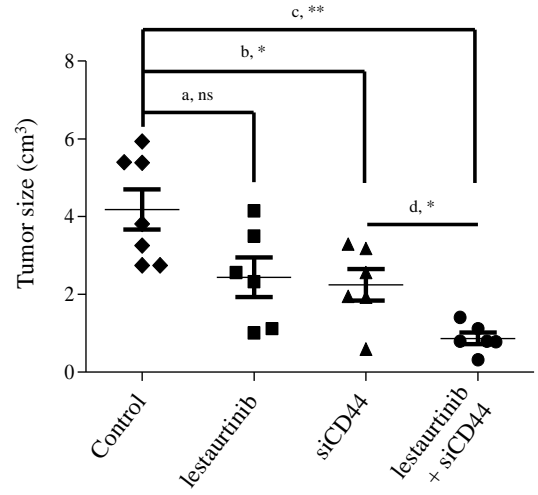 c, **
b, *
a, ns
d, *
Tumor size (cm³)
8
6
4
2
0
Control
lestaurtinib
siCD44
lestaurtinib
+ siCD44